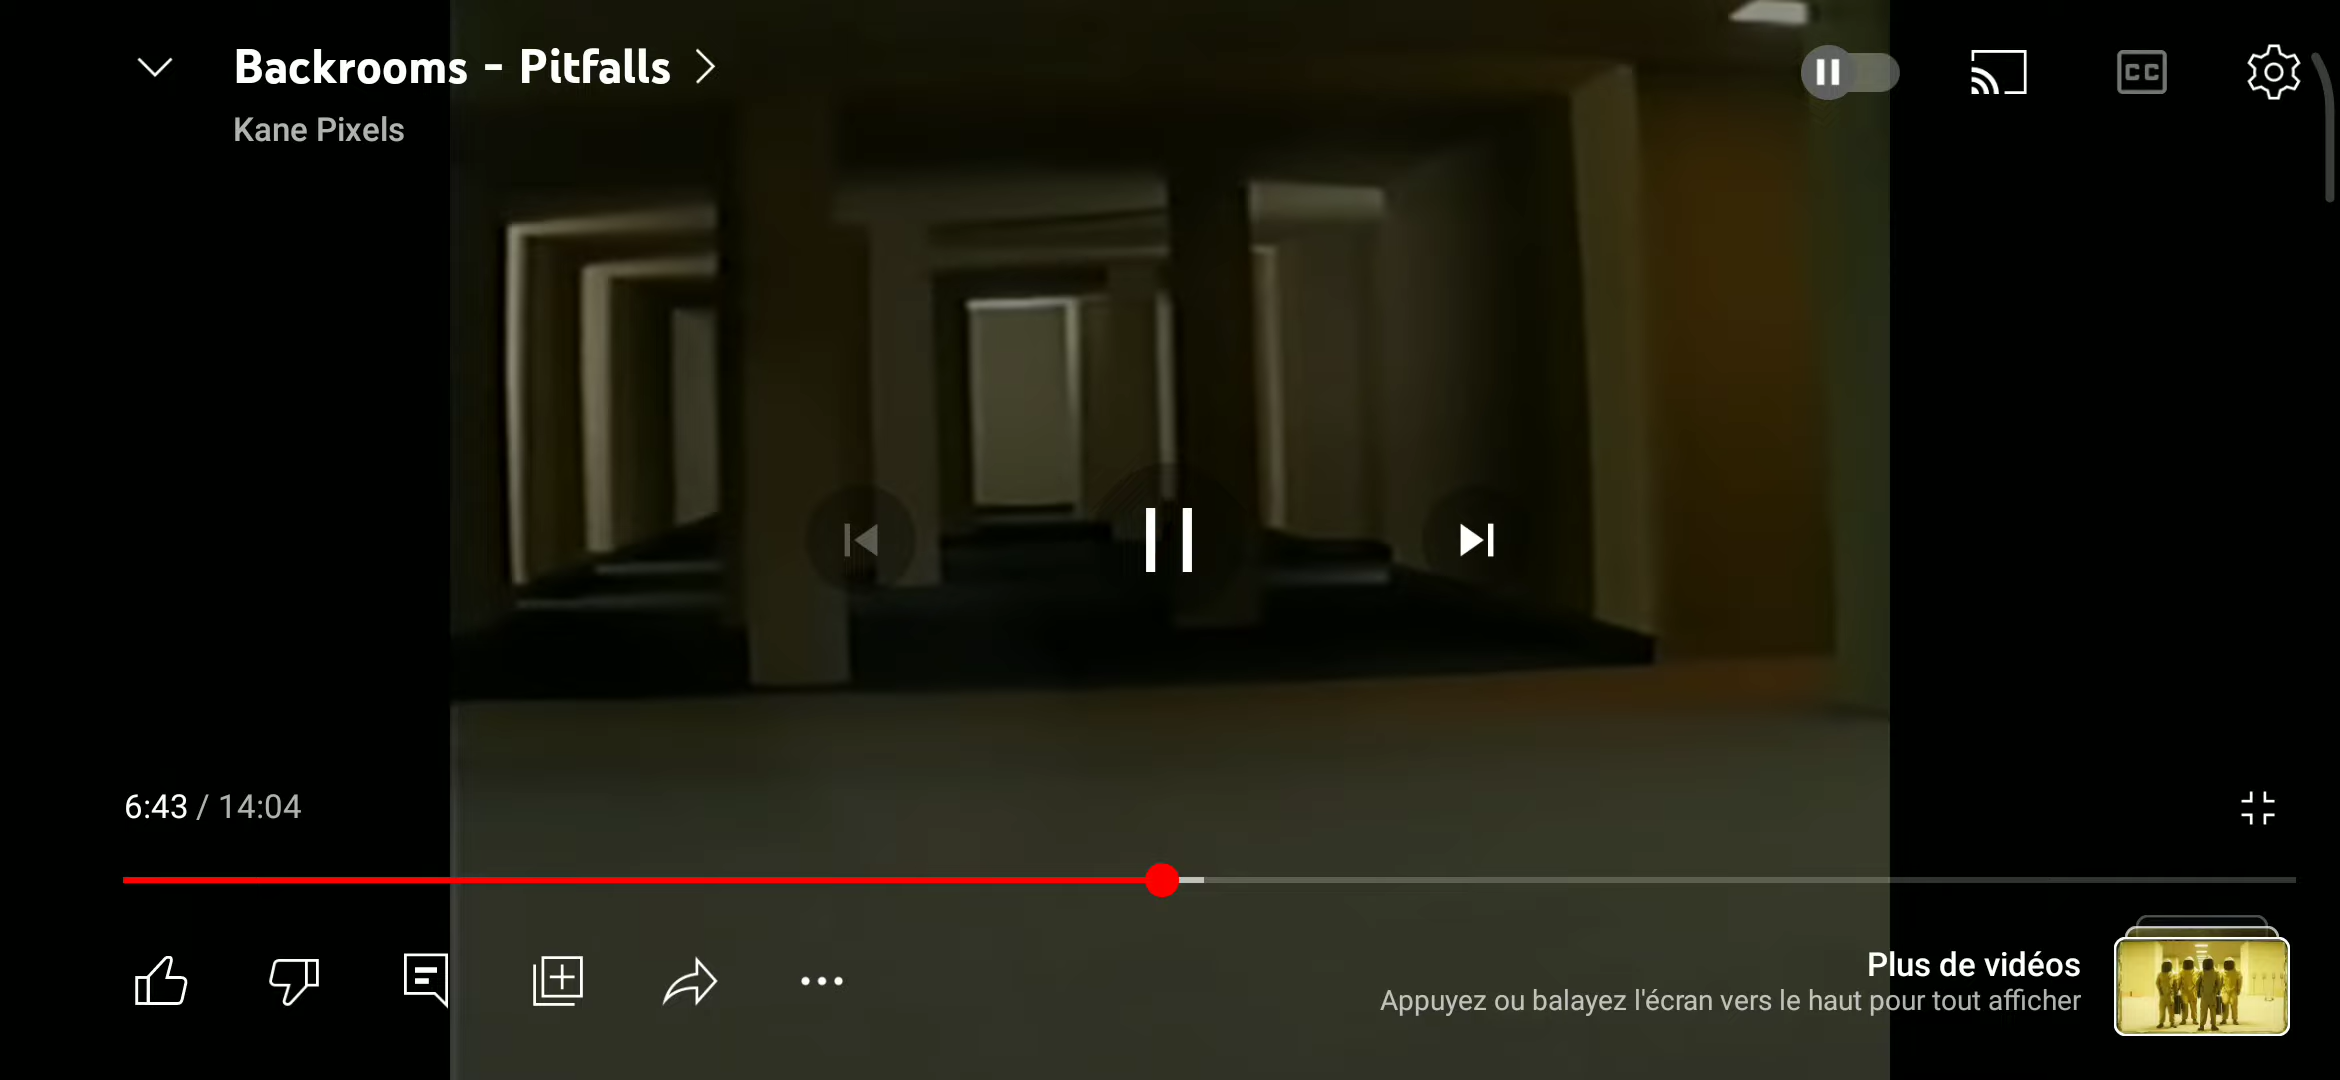 Backrooms - Pitfalls
Kane Pixels
CC
6:43 / 14:04
Plus de vidéos
Appuyez ou balayez l'écran vers le haut pour tout afficher